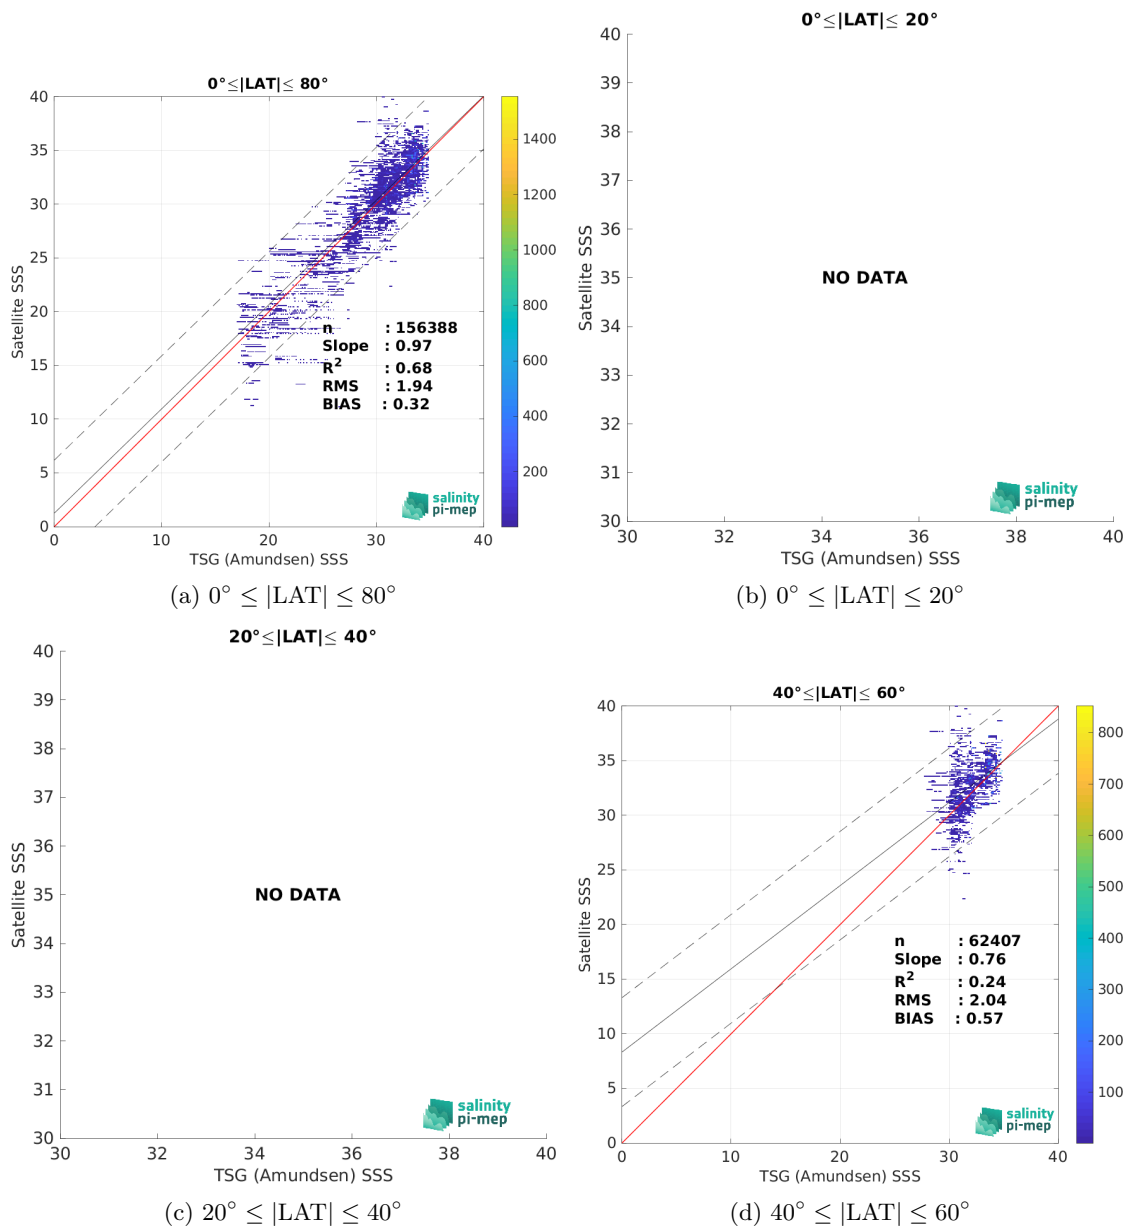 0°≤|LAT|≤ 80°
40
35
30
25
20
15
10
5
0
Satellite SSS
n : 156388
Slope : 0.97
R² : 0.68
RMS : 1.94
BIAS : 0.32
salinity
pi-mep
0 10 20 30 40
TSG (Amundsen) SSS
1400
1200
1000
800
600
400
200
(a) 0° ≤ |LAT| ≤ 80°
0°≤|LAT|≤ 20°
40
39
38
37
36
35
34
33
32
31
30
Satellite SSS
NO DATA
salinity
pi-mep
30 32 34 36 38 40
TSG (Amundsen) SSS
(b) 0° ≤ |LAT| ≤ 20°
20°≤|LAT|≤ 40°
40
39
38
37
36
35
34
33
32
31
30
Satellite SSS
NO DATA
salinity
pi-mep
30 32 34 36 38 40
TSG (Amundsen) SSS
(c) 20° ≤ |LAT| ≤ 40°
40°≤|LAT|≤ 60°
40
35
30
25
20
15
10
5
0
Satellite SSS
n : 62407
Slope : 0.76
R² : 0.24
RMS : 2.04
BIAS : 0.57
salinity
pi-mep
0 10 20 30 40
TSG (Amundsen) SSS
800
700
600
500
400
300
200
100
(d) 40° ≤ |LAT| ≤ 60°